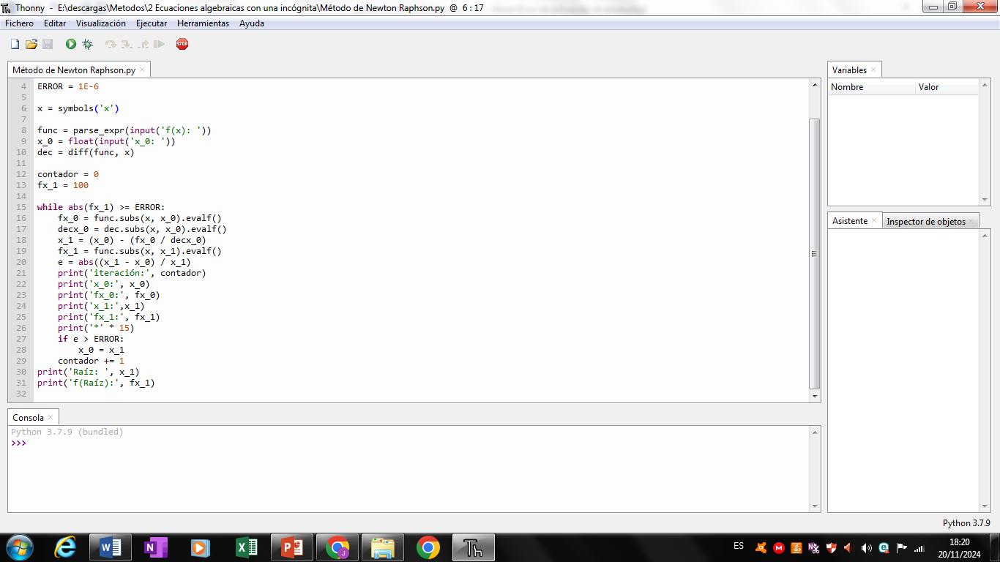 Thonny - E:\descargas\Metodos\2 Ecuaciones algebraicas con una incógnita\Método de Newton Raphson.py @ 6 : 17
Fichero Editar Visualización Ejecutar Herramientas Ayuda
STOP
Método de Newton Raphson.py
4 ERROR = 1E-6
5
6 x = symbols('x')
7
8 func = parse_expr(input('f(x): '))
9 x_0 = float(input('x_0: '))
10 dec = diff(func, x)
11
12 contador = 0
13 fx_1 = 100
14
15 while abs(fx_1) >= ERROR:
16     fx_0 = func.subs(x, x_0).evalf()
17     decx_0 = dec.subs(x, x_0).evalf()
18     x_1 = (x_0) - (fx_0 / decx_0)
19     fx_1 = func.subs(x, x_1).evalf()
20     e = abs((x_1 - x_0) / x_1)
21     print('iteración:', contador)
22     print('x_0:', x_0)
23     print('fx_0:', fx_0)
24     print('x_1:',x_1)
25     print('fx_1:', fx_1)
26     print('*' * 15)
27     if e > ERROR:
28         x_0 = x_1
29     contador += 1
30 print('Raíz: ', x_1)
31 print('f(Raíz):', fx_1)
32
Variables
Nombre Valor
Asistente Inspector de objetos
Consola
Python 3.7.9 (bundled)
>>>
Python 3.7.9
ES
18:20
20/11/2024